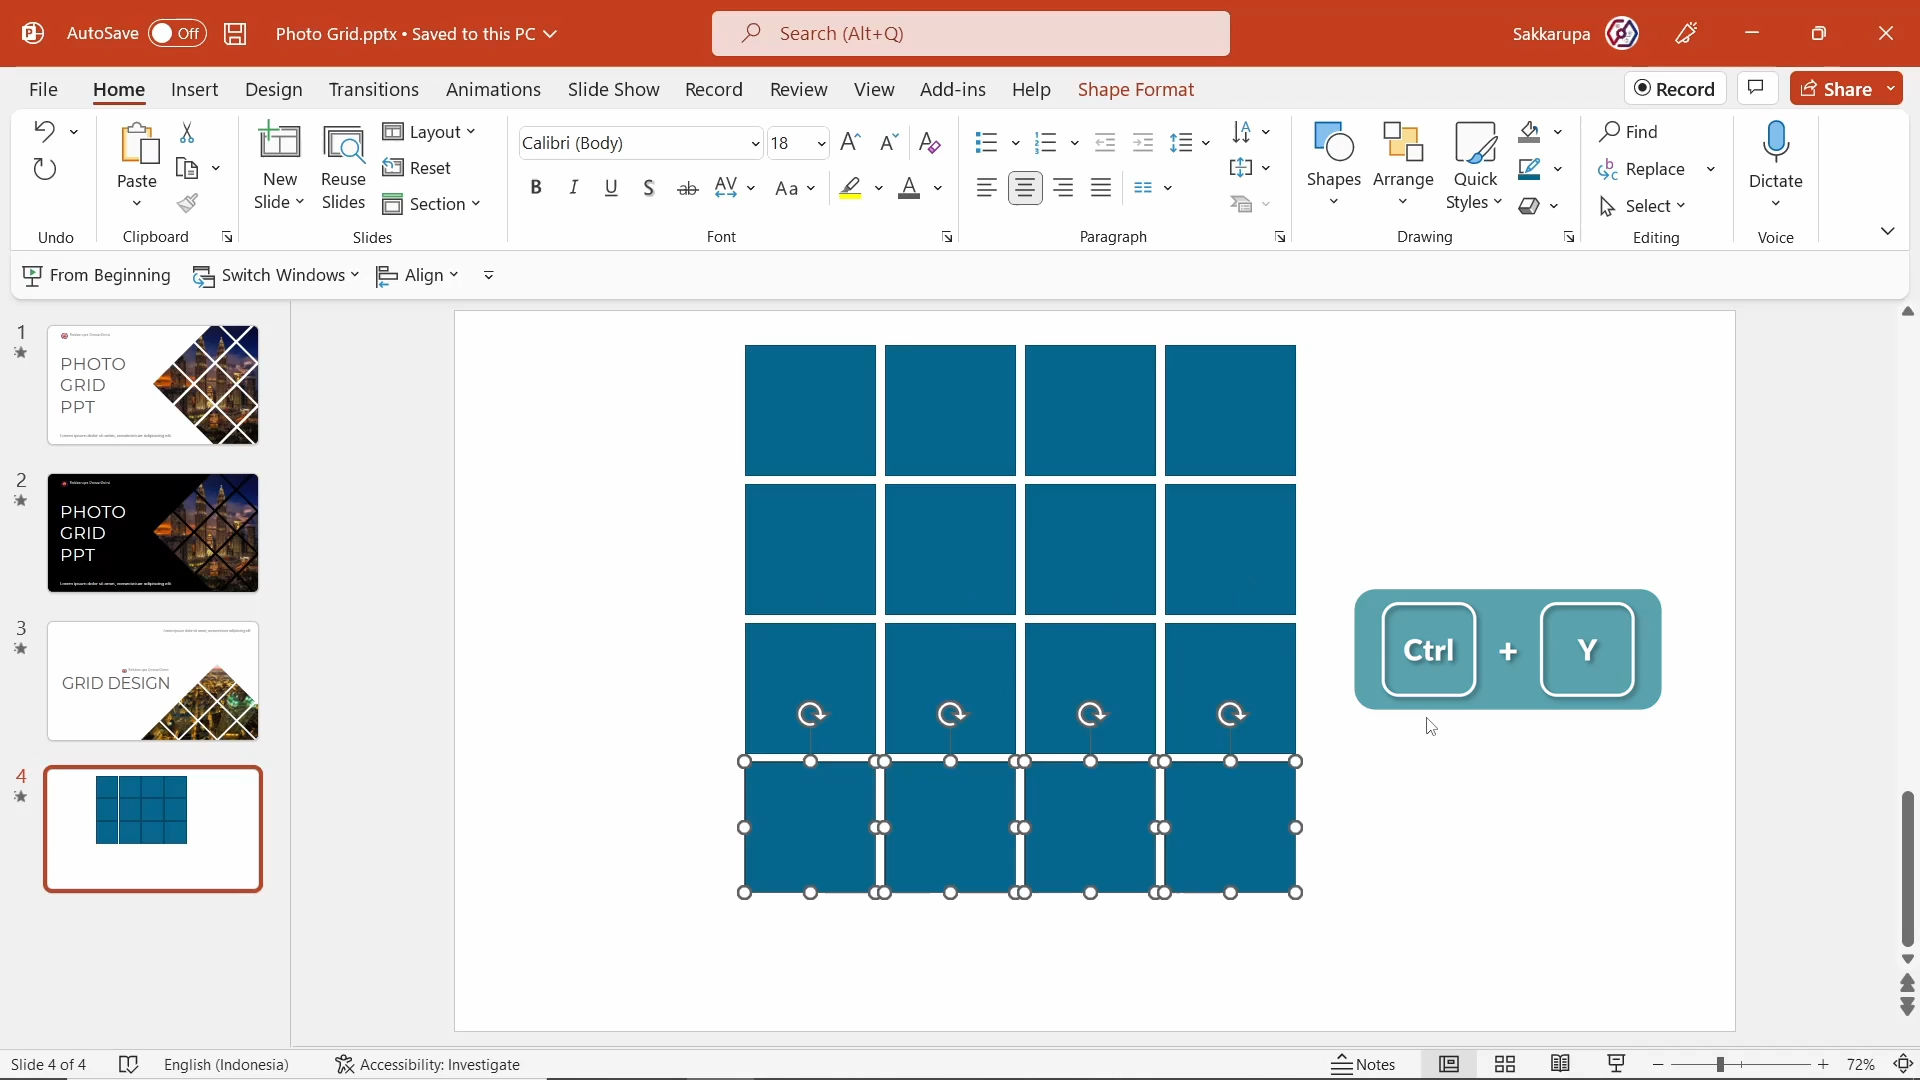 AutoSave Off Photo Grid.pptx • Saved to this PC Search (Alt+Q) Sakkarupa
File Home Insert Design Transitions Animations Slide Show Record Review View Add-ins Help Shape Format Record Share
Paste
New Slide
Reuse Slides
Layout
Reset
Section
Calibri (Body) 18
Shapes
Arrange
Quick Styles
Find
Replace
Select
Dictate
Undo Clipboard Slides Font Paragraph Drawing Editing Voice
From Beginning Switch Windows Align
1
PHOTO
GRID
PPT
2
PHOTO
GRID
PPT
3
GRID DESIGN
4
Ctrl + Y
Slide 4 of 4 English (Indonesia) Accessibility: Investigate Notes 72%